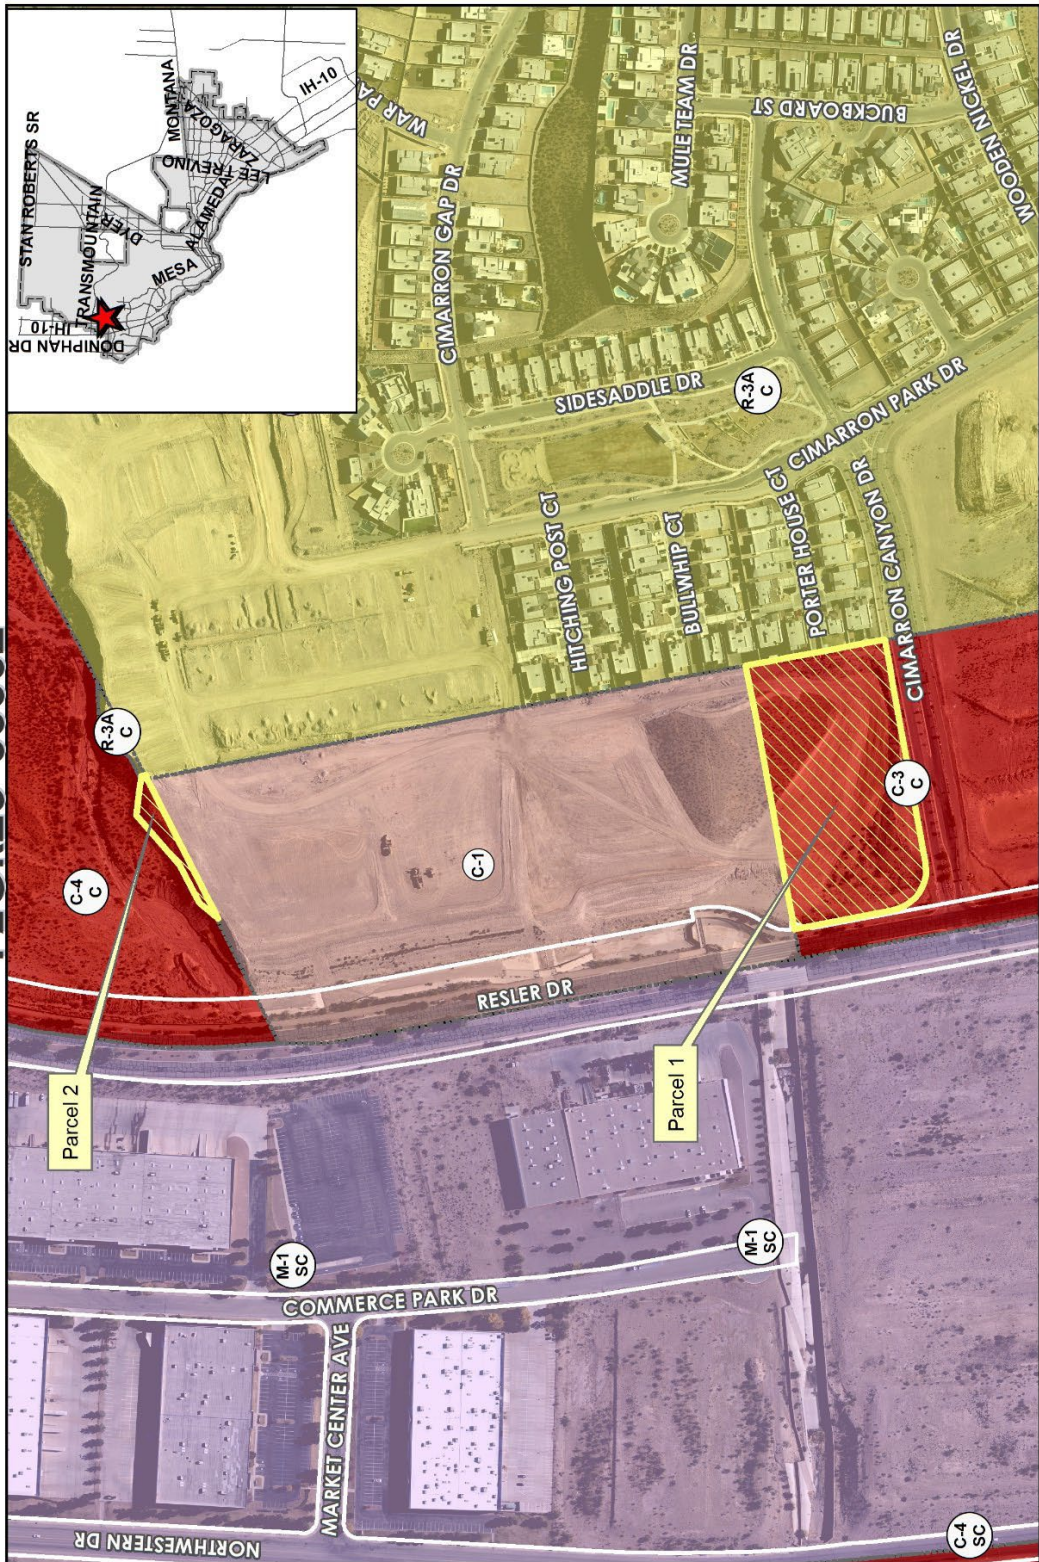 STAN ROBERTS SR
DONIPHAN DR
IH-10
TRANSMOUNTAIN
DYER
MONTANA
MESA
ALAMEDA
LEE TREVINO
ZARAGOZA
IH-10
WAR PA
CIMARRON GAP DR
MULE TEAM DR
BUCKBOARD ST
WOODEN NICKEL DR
SIDESADDLE DR
R-3A
C
CIMARRON PARK DR
HITCHING POST CT
BULLWHIP CT
PORTER HOUSE CT
CIMARRON CANYON DR
R-3A
C
C-4
C
C-1
C-3
C
RESLER DR
Parcel 2
Parcel 1
M-1
SC
M-1
SC
COMMERCE PARK DR
MARKET CENTER AVE
NORTHWESTERN DR
C-4
SC